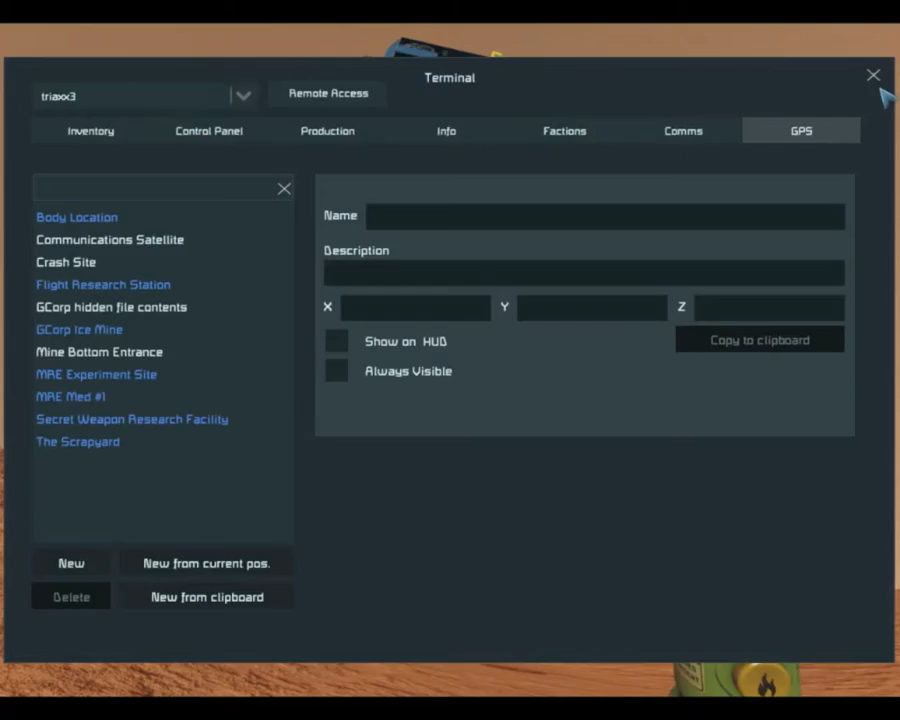 Terminal
triaxx3
Remote Access
Inventory
Control Panel
Production
Info
Factions
Comms
GPS
Body Location
Communications Satellite
Crash Site
Flight Research Station
GCorp hidden file contents
GCorp Ice Mine
Mine Bottom Entrance
MRE Experiment Site
MRE Med #1
Secret Weapon Research Facility
The Scrapyard
Name
Description
X
Y
Z
Show on HUD
Copy to clipboard
Always Visible
New
New from current pos.
Delete
New from clipboard